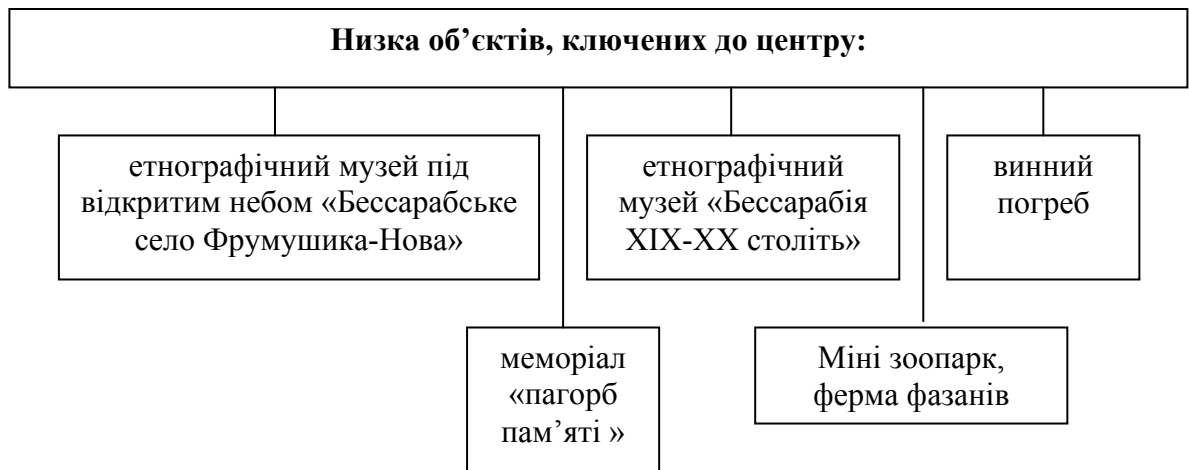 Низка об’єктів, ключених до центру:
етнографічний музей під
відкритим небом «Бессарабське
село Фрумушика-Нова»
етнографічний
музей «Бессарабія
XIX-XX століть»
винний
погреб
меморіал
«пагорб
пам’яті »
Міні зоопарк,
ферма фазанів